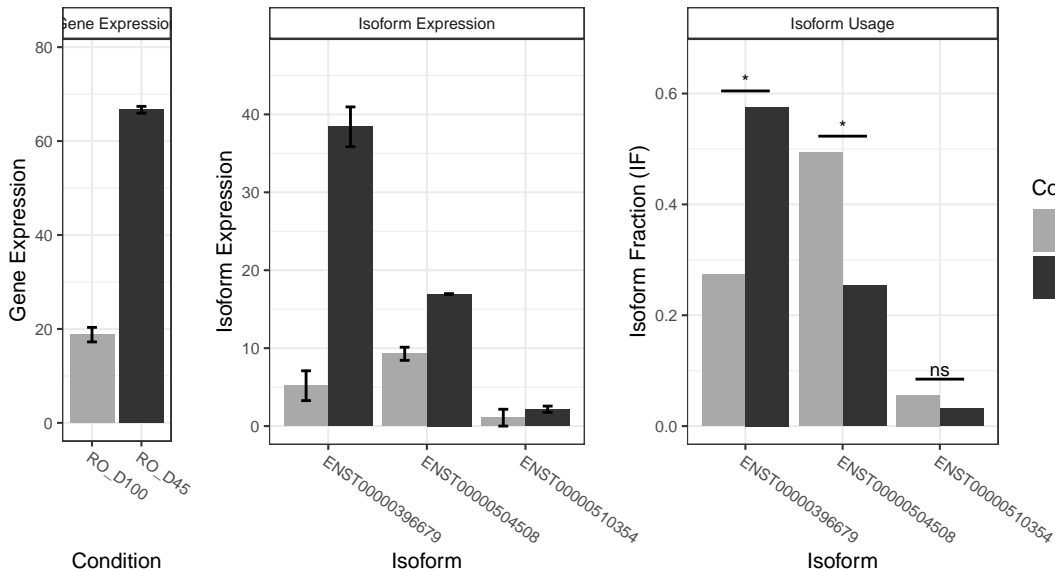 Gene Expression
Isoform Expression
Isoform Usage
Gene Expression
80
60
40
20
0
RO_D100
RO_D45
Condition
Isoform Expression
40
30
20
10
0
ENST00000396679
ENST00000504508
ENST00000510354
Isoform
Isoform Fraction (IF)
0.6
0.4
0.2
0.0
*
*
ns
ENST00000396679
ENST00000504508
ENST00000510354
Isoform
Co